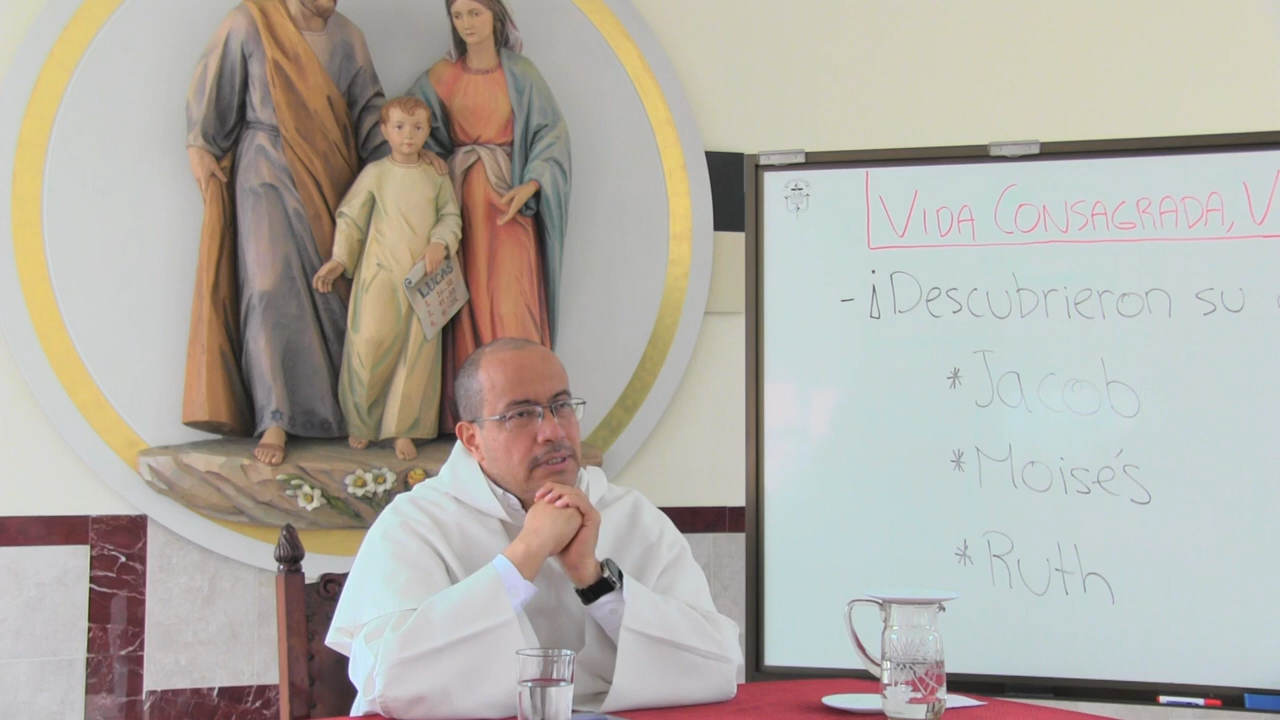 LUCAS
VIDA CONSAGRADA, V
-¡Descubrieron su
*Jacob
*Moisés
*Ruth